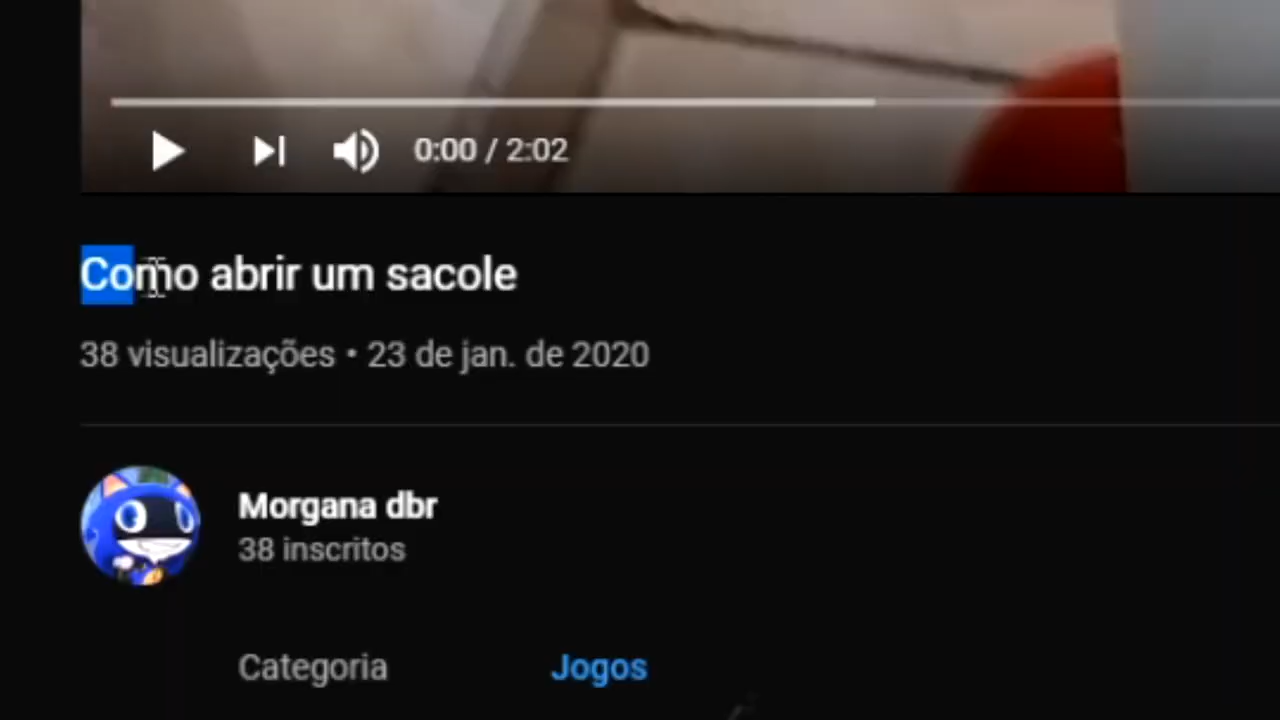 0:00 / 2:02
Como abrir um sacole
38 visualizações • 23 de jan. de 2020
Morgana dbr
38 inscritos
Categoria Jogos